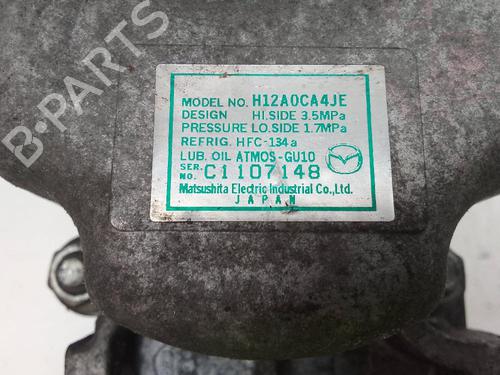 MODEL NO. H12A0CA4JE
DESIGN HI.SIDE 3.5MPa
PRESSURE LO.SIDE 1.7MPa
REFRIG. HFC-134a
LUB. OIL ATMOS-GU10
SER. NO. C1107148
Matsushita Electric Industrial Co., Ltd.
JAPAN
B-PARTS